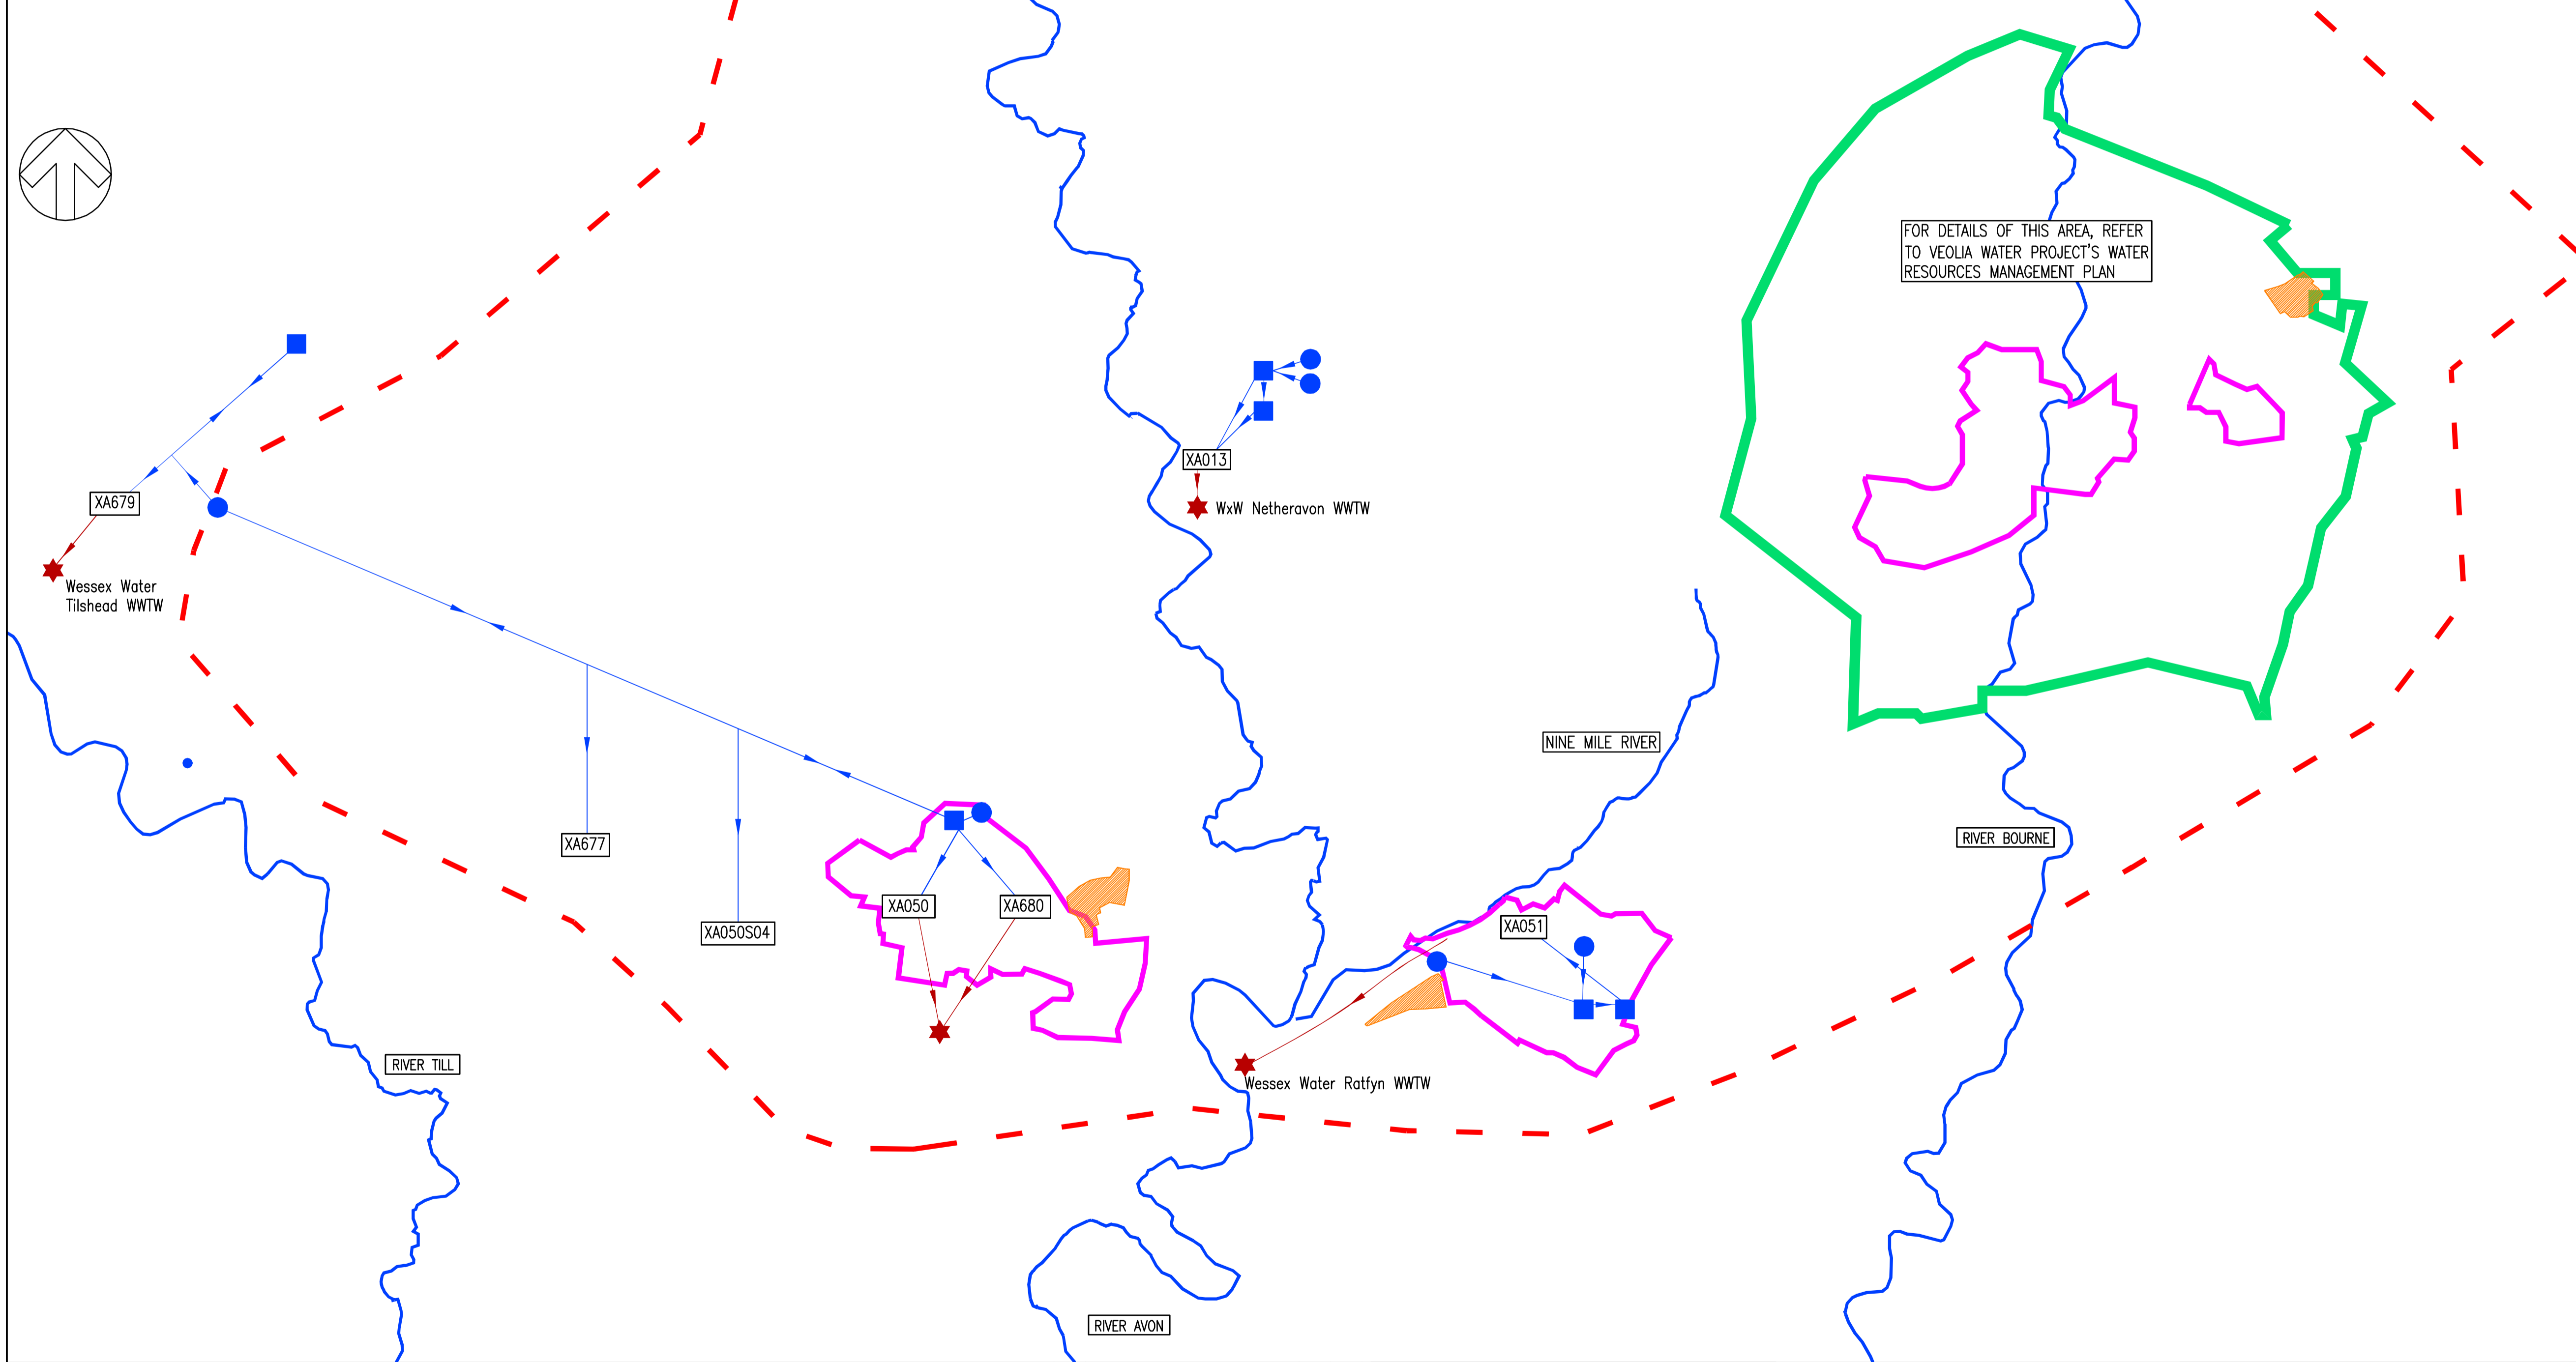 FOR DETAILS OF THIS AREA, REFER
TO VEOLIA WATER PROJECT'S WATER
RESOURCES MANAGEMENT PLAN
XA013
WxW Netheravon WWTW
XA679
Wessex Water
Tilshead WWTW
NINE MILE RIVER
RIVER BOURNE
XA677
XA050
XA680
XA050S04
XA051
RIVER TILL
Wessex Water Ratfyn WWTW
RIVER AVON